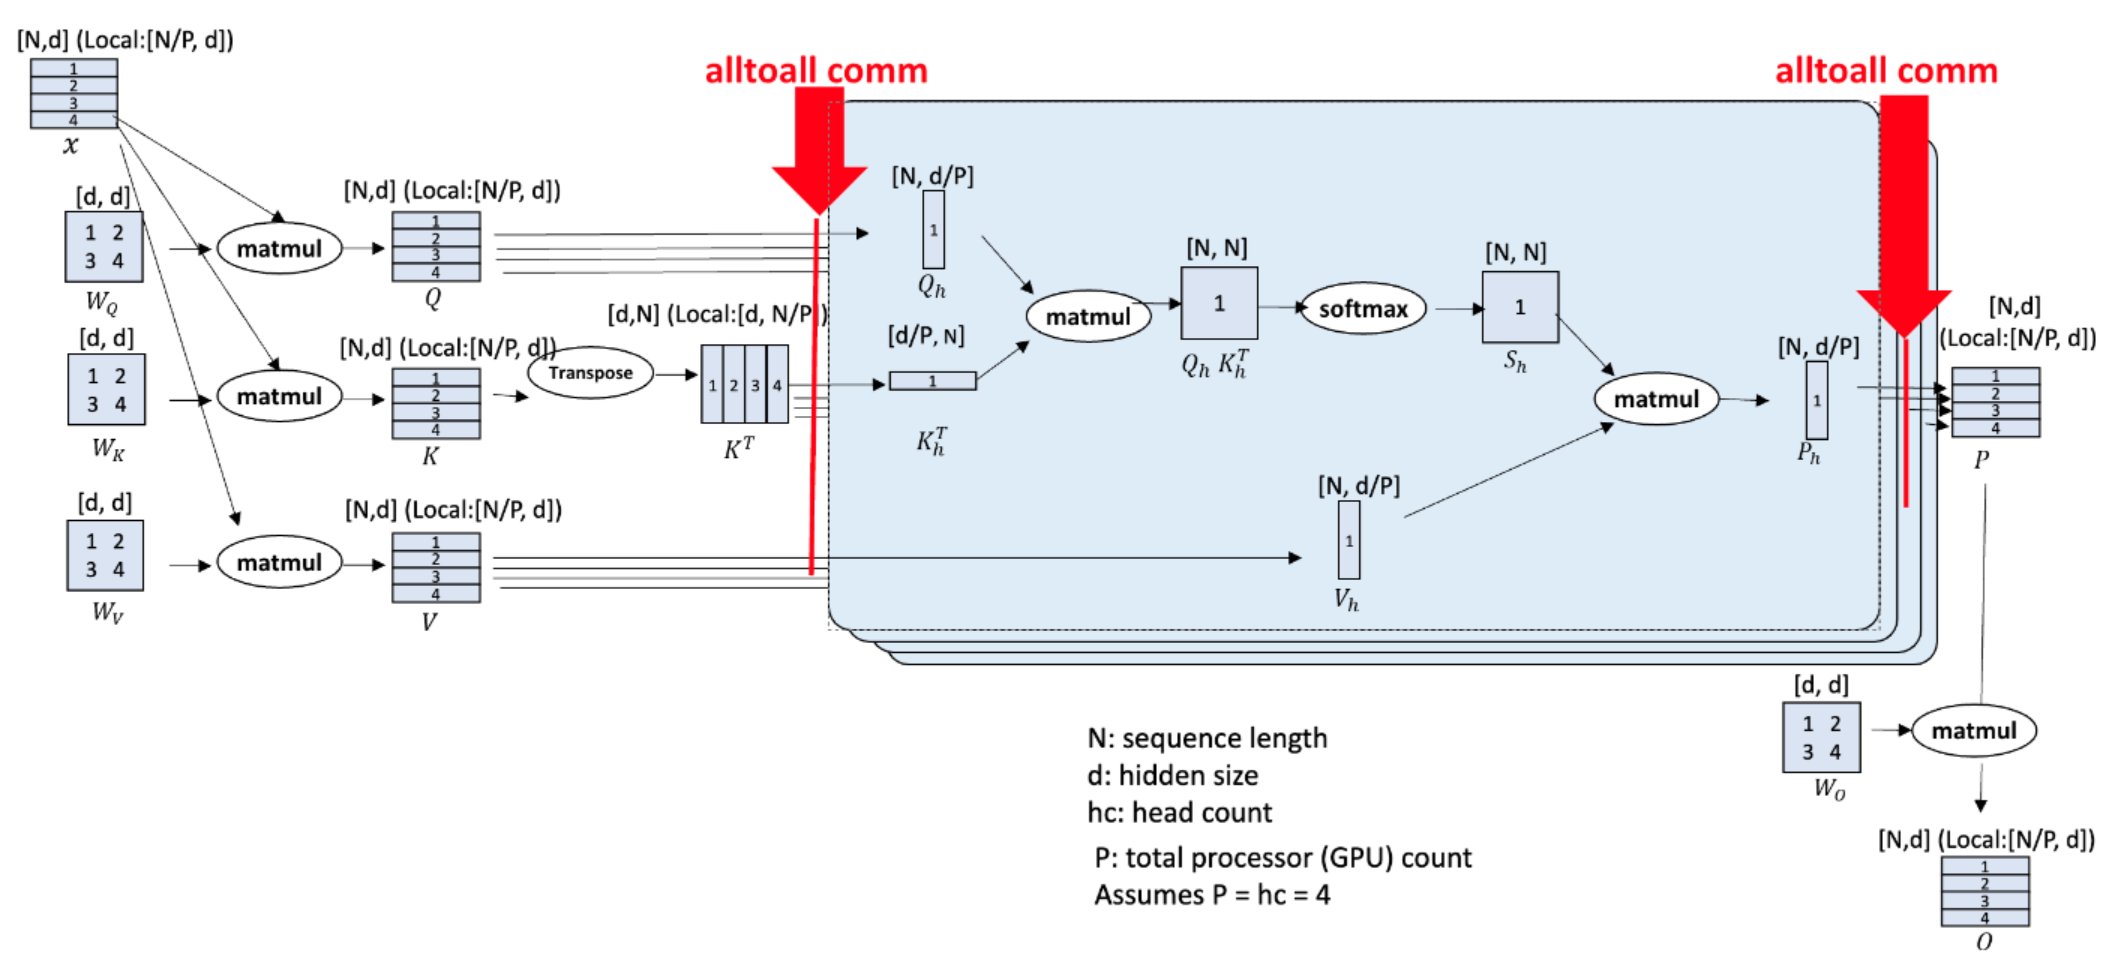 [N,d] (Local:[N/P, d])
1
2
3
4
x
[d, d]
1 2
3 4
W_Q
matmul
[N,d] (Local:[N/P, d])
1
2
3
4
Q
[d, d]
1 2
3 4
W_K
matmul
[N,d] (Local:[N/P, d])
1
2
3
4
K
Transpose
[d,N] (Local:[d, N/P])
1 2 3 4
K^T
[d, d]
1 2
3 4
W_V
matmul
[N,d] (Local:[N/P, d])
1
2
3
4
V
alltoall comm
[N, d/P]
1
Q_h
[d/P, N]
1
K_h^T
matmul
[N, N]
1
Q_h K_h^T
softmax
[N, N]
1
S_h
[N, d/P]
1
V_h
matmul
[N, d/P]
1
P_h
alltoall comm
[N,d]
(Local:[N/P, d])
1
2
3
4
P
[d, d]
1 2
3 4
W_O
matmul
[N,d] (Local:[N/P, d])
1
2
3
4
O
N: sequence length
d: hidden size
hc: head count
P: total processor (GPU) count
Assumes P = hc = 4